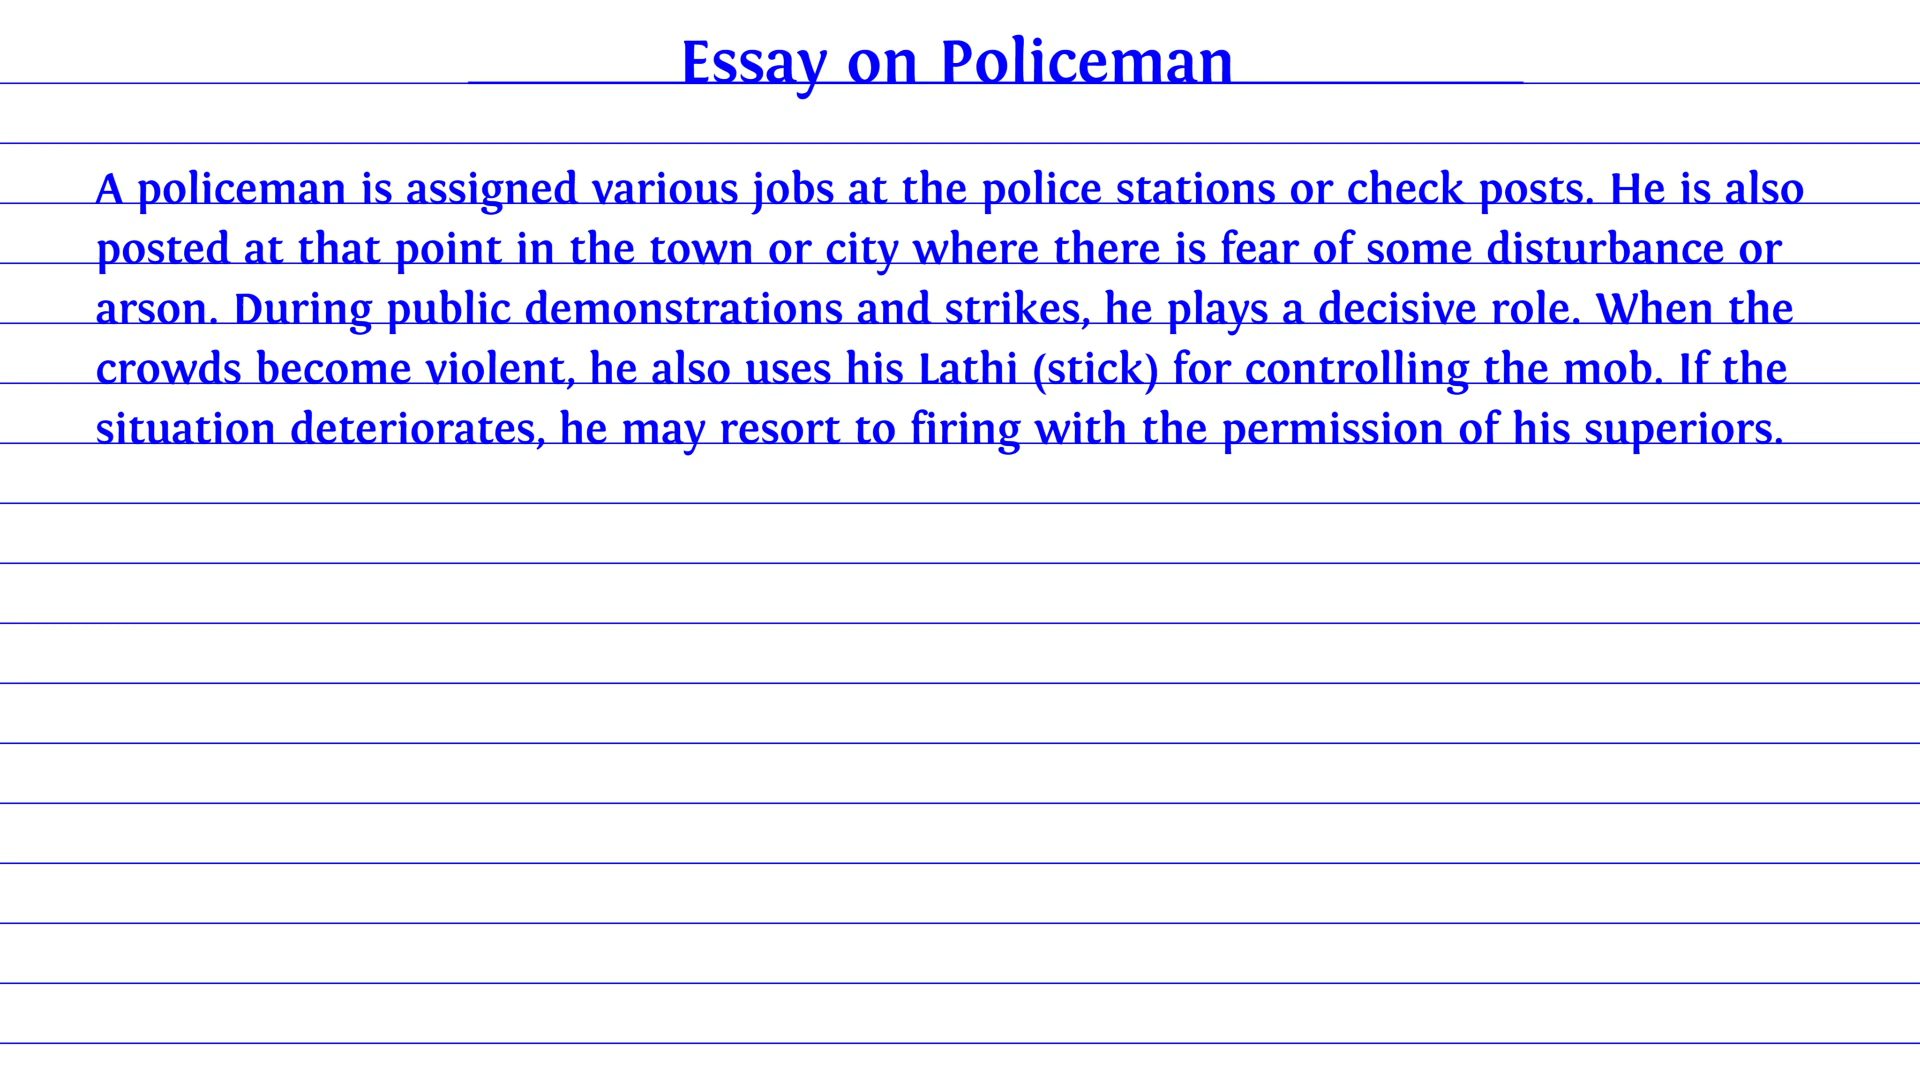 Essay on Policeman
A policeman is assigned various jobs at the police stations or check posts. He is also
posted at that point in the town or city where there is fear of some disturbance or
arson. During public demonstrations and strikes, he plays a decisive role. When the
crowds become violent, he also uses his Lathi (stick) for controlling the mob. If the
situation deteriorates, he may resort to firing with the permission of his superiors.